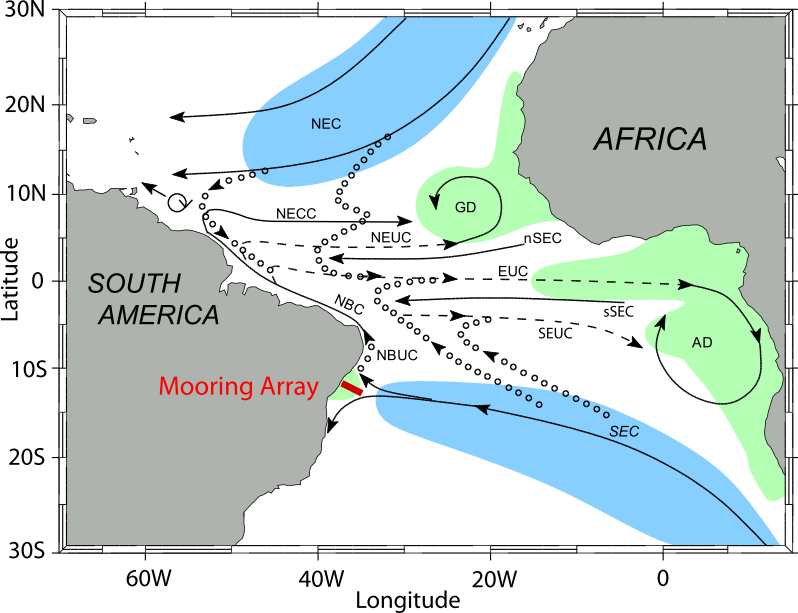 30N
20N
10N
0
10S
20S
30S
Latitude
60W
40W
20W
0
Longitude
NEC
AFRICA
GD
NECC
NEUC
nSEC
EUC
SOUTH
AMERICA
NBC
sSEC
SEUC
AD
NBUC
Mooring Array
SEC